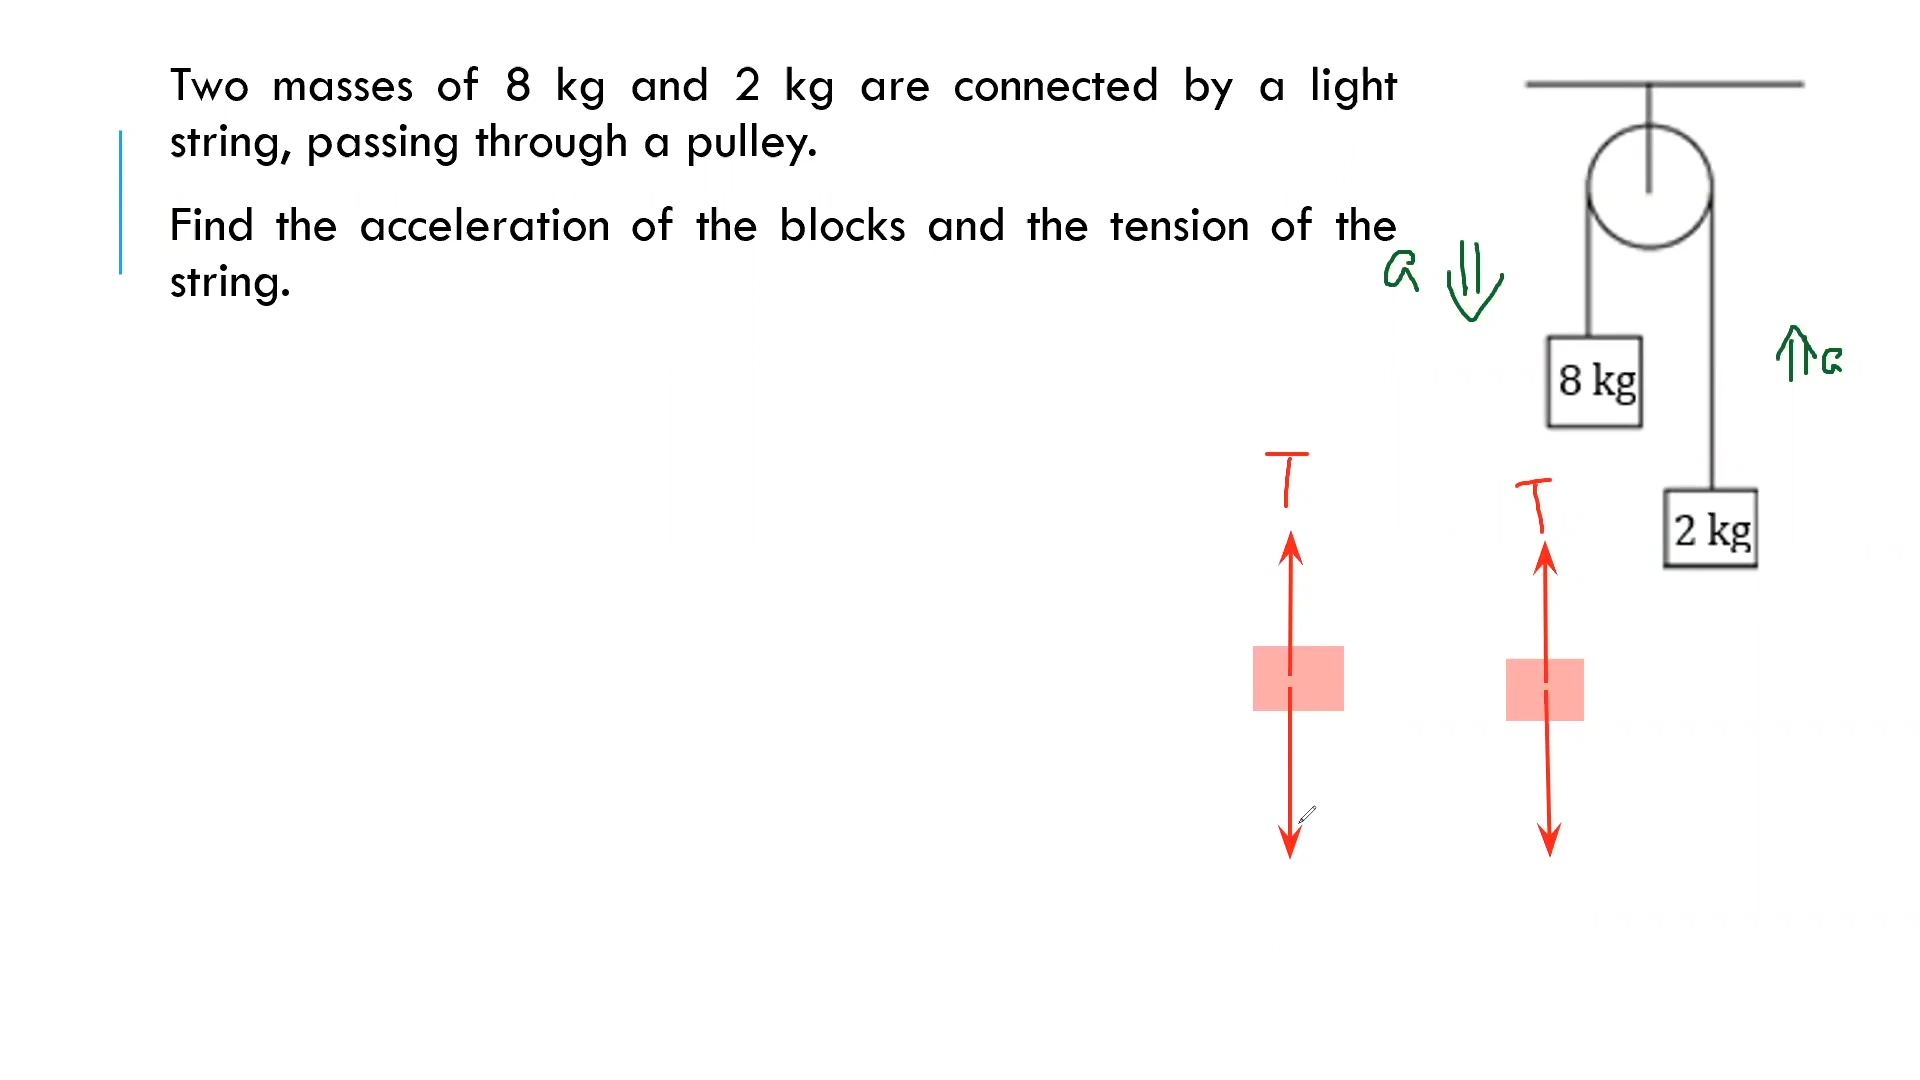 Two masses of 8 kg and 2 kg are connected by a light
string, passing through a pulley.
Find the acceleration of the blocks and the tension of the
string.
a
a
8 kg
T
T
2 kg